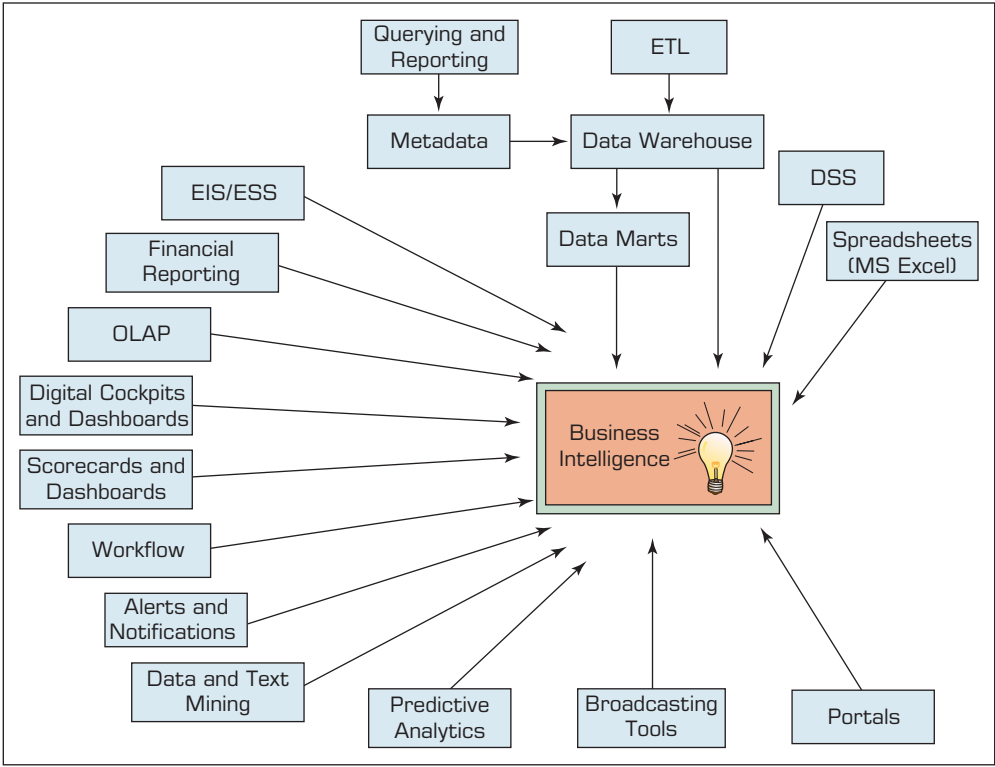 Querying and
Reporting
ETL
Metadata
Data Warehouse
DSS
EIS/ESS
Data Marts
Spreadsheets
(MS Excel)
Financial
Reporting
OLAP
Digital Cockpits
and Dashboards
Business
Intelligence
Scorecards and
Dashboards
Workflow
Alerts and
Notifications
Data and Text
Mining
Predictive
Analytics
Broadcasting
Tools
Portals